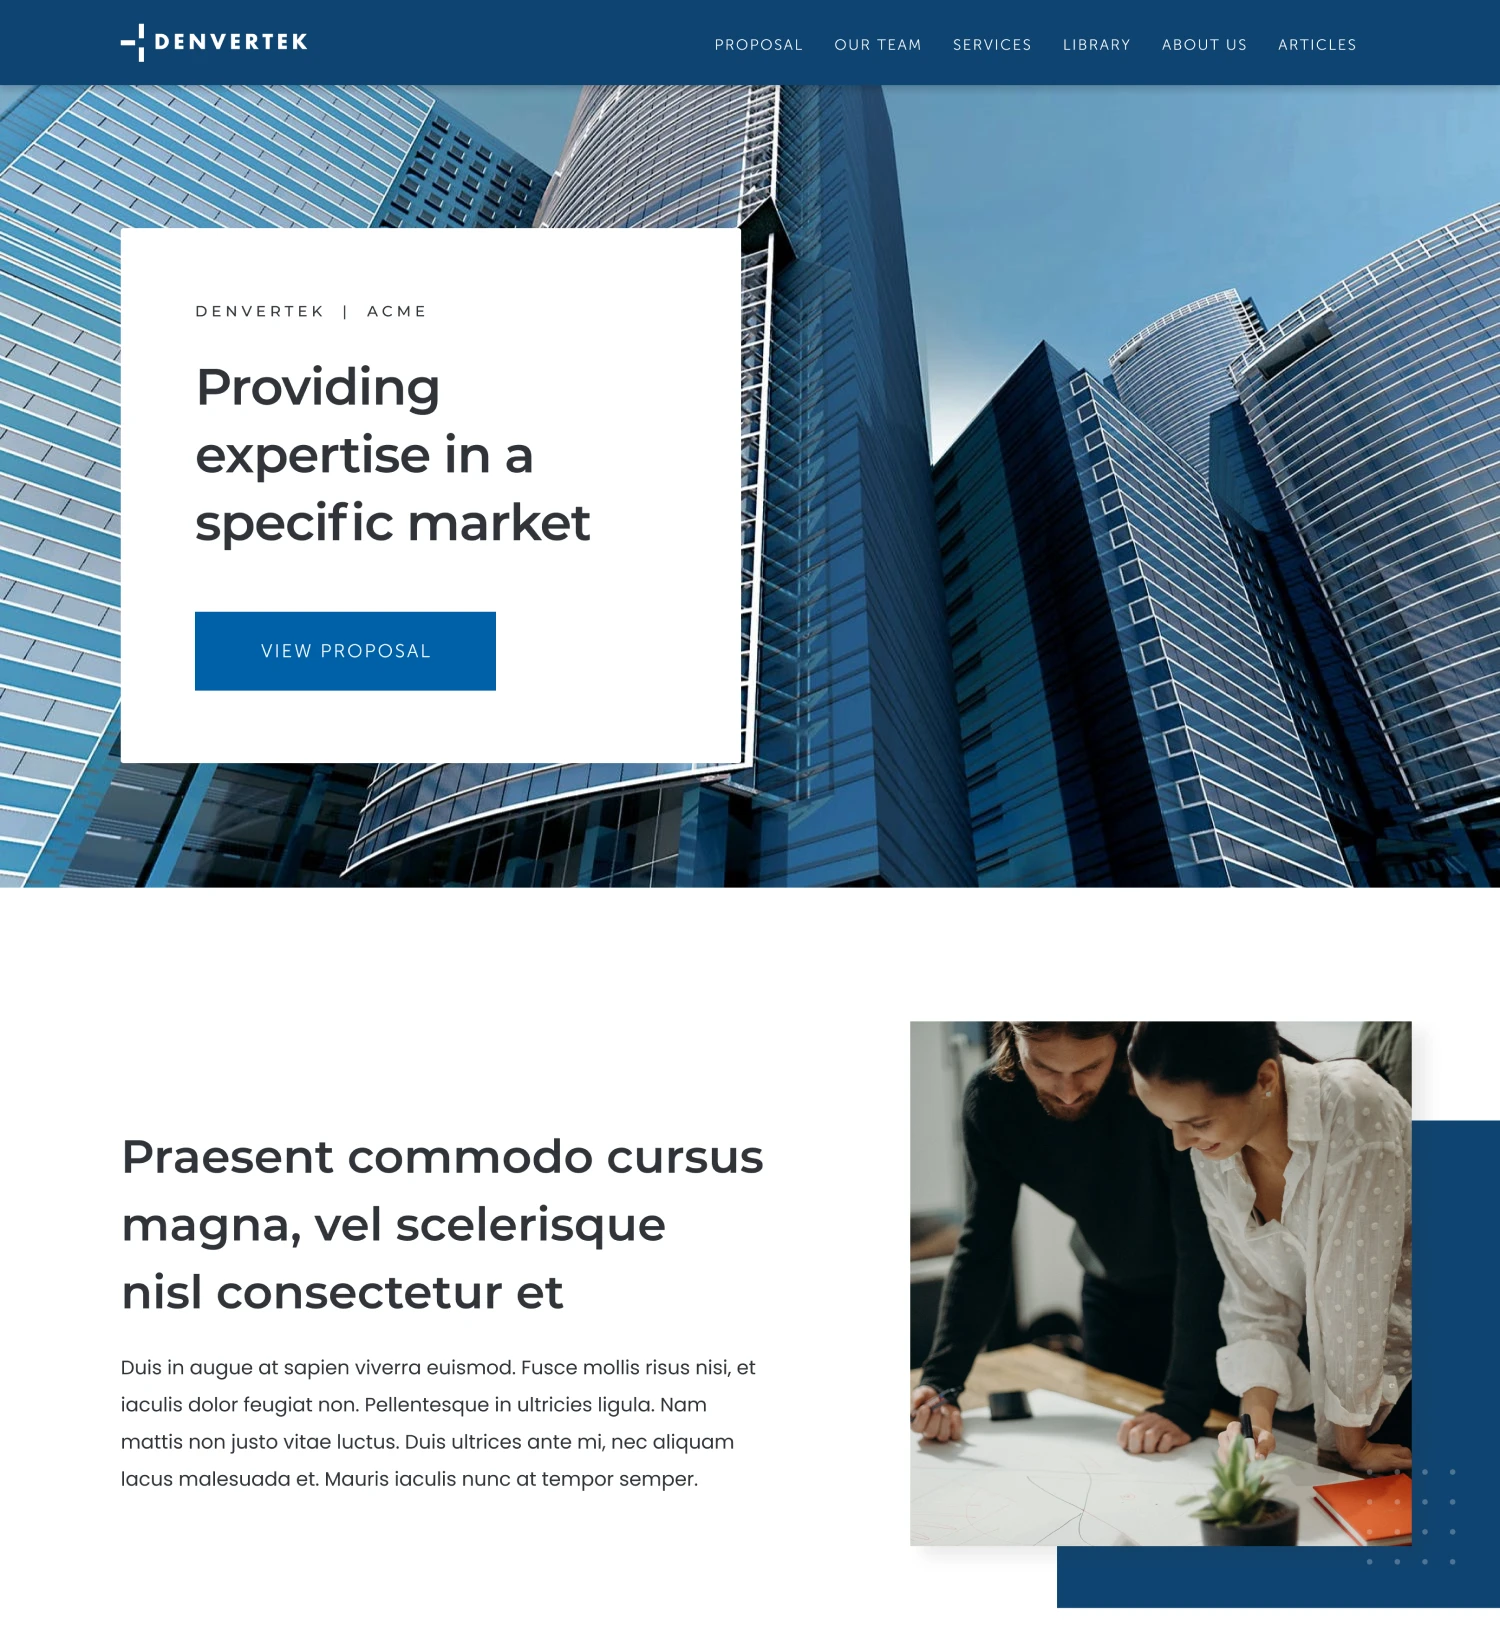 DENVERTEK
PROPOSAL OUR TEAM SERVICES LIBRARY ABOUT US ARTICLES
DENVERTEK | ACME
Providing
expertise in a
specific market
VIEW PROPOSAL
Praesent commodo cursus
magna, vel scelerisque
nisl consectetur et
Duis in augue at sapien viverra euismod. Fusce mollis risus nisi, et
iaculis dolor feugiat non. Pellentesque in ultricies ligula. Nam
mattis non justo vitae luctus. Duis ultrices ante mi, nec aliquam
lacus malesuada et. Mauris iaculis nunc at tempor semper.